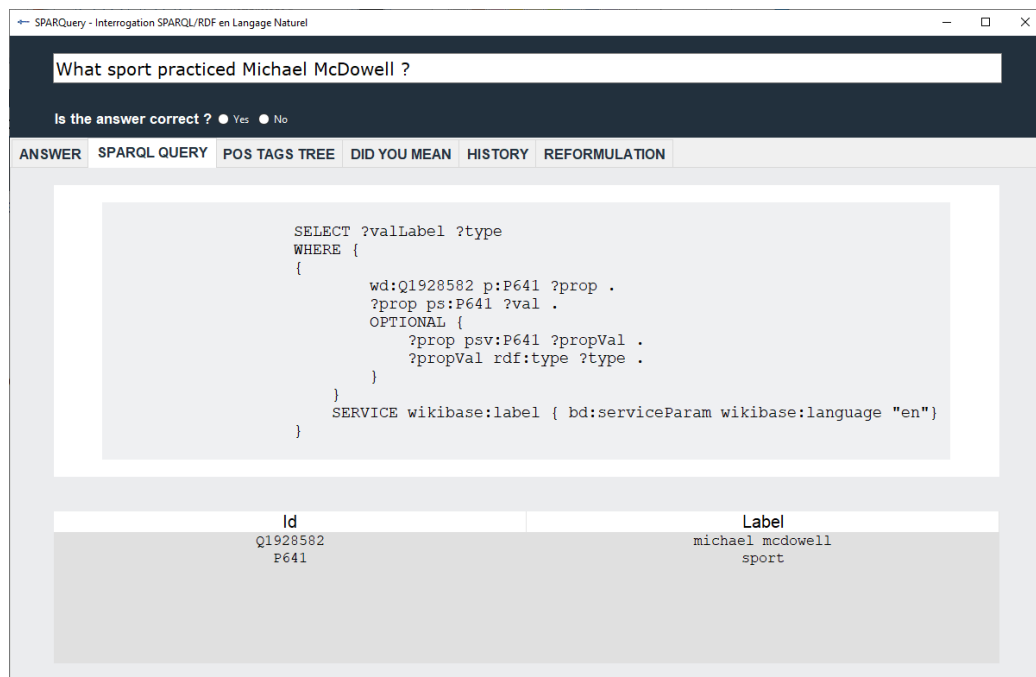 SPARQuery - Interrogation SPARQL/RDF en Langage Naturel
What sport practiced Michael McDowell ?
Is the answer correct ? Yes No
ANSWER SPARQL QUERY POS TAGS TREE DID YOU MEAN HISTORY REFORMULATION
SELECT ?valLabel ?type
WHERE {
{
wd:Q1928582 p:P641 ?prop .
?prop ps:P641 ?val .
OPTIONAL {
?prop psv:P641 ?propVal .
?propVal rdf:type ?type .
}
}
SERVICE wikibase:label { bd:serviceParam wikibase:language "en"}
}
Id Label
Q1928582 michael mcdowell
P641 sport